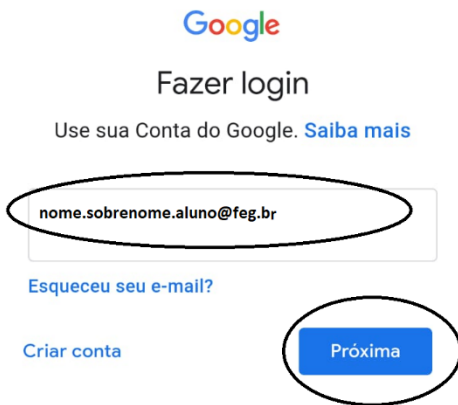 Google
Fazer login
Use sua Conta do Google. Saiba mais
nome.sobrenome.aluno@feg.br
Esqueceu seu e-mail?
Criar conta
Próxima